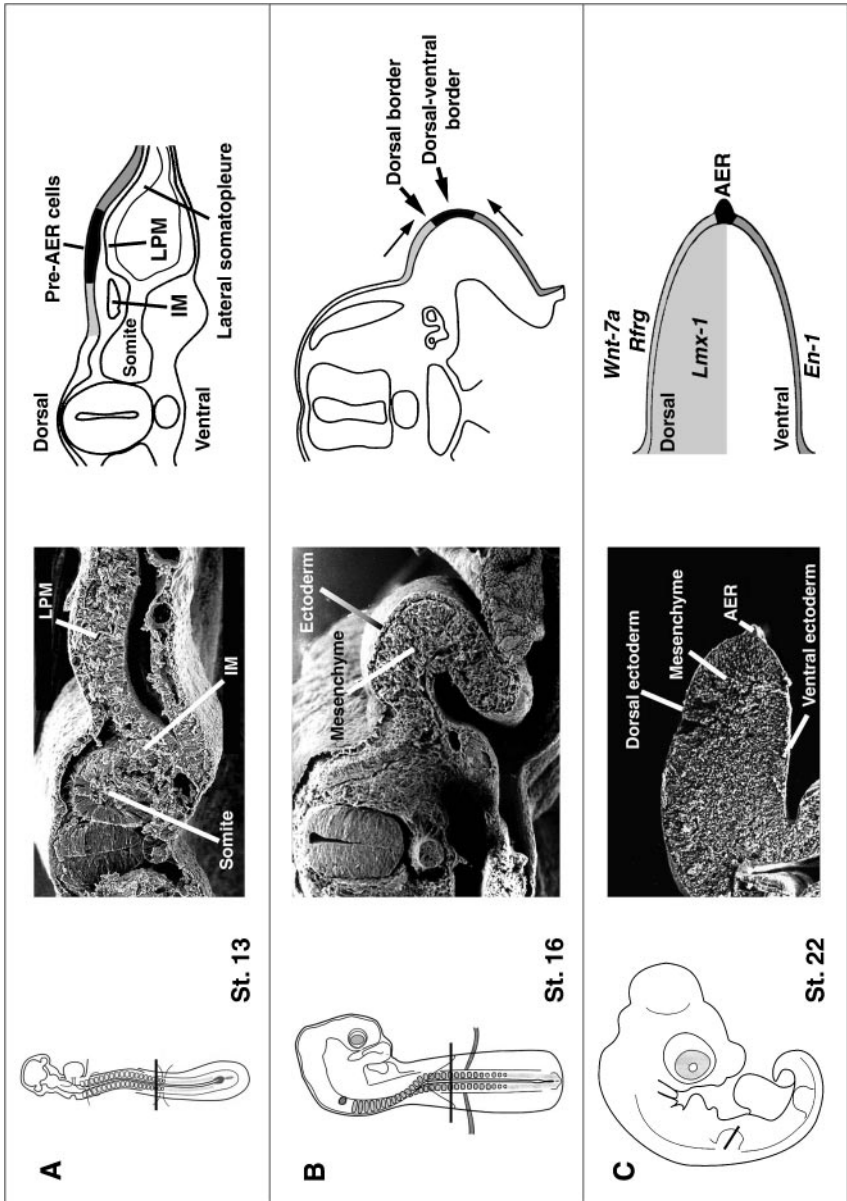 A
St. 13
Somite
IM
LPM
Dorsal
Ventral
Pre-AER cells
Somite
IM
LPM
Lateral somatopleure
B
St. 16
Mesenchyme
Ectoderm
Dorsal border
Dorsal-ventral
border
C
St. 22
Dorsal ectoderm
Mesenchyme
AER
Ventral ectoderm
Wnt-7a
Rfrg
Dorsal
Lmx-1
Ventral
En-1
AER